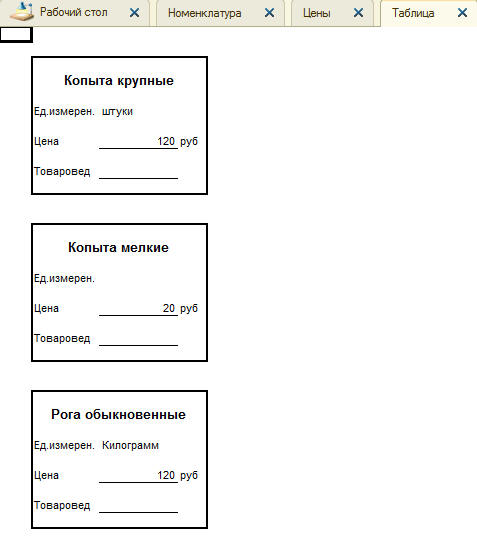 Рабочий стол Номенклатура Цены Таблица
Копыта крупные
Ед.измерен. штуки
Цена 120 руб
Товаровед
Копыта мелкие
Ед.измерен.
Цена 20 руб
Товаровед
Рога обыкновенные
Ед.измерен. Килограмм
Цена 120 руб
Товаровед